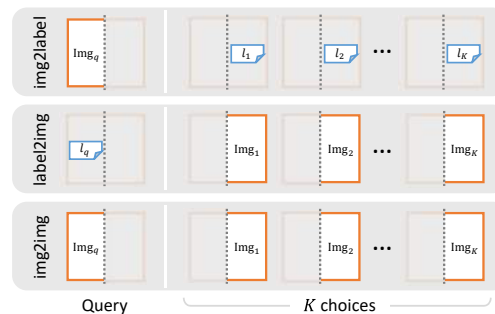 img2label
Img_q
l_1
l_2
...
l_K
label2img
l_q
Img_1
Img_2
...
Img_K
img2img
Img_q
Img_1
Img_2
...
Img_K
Query
K choices